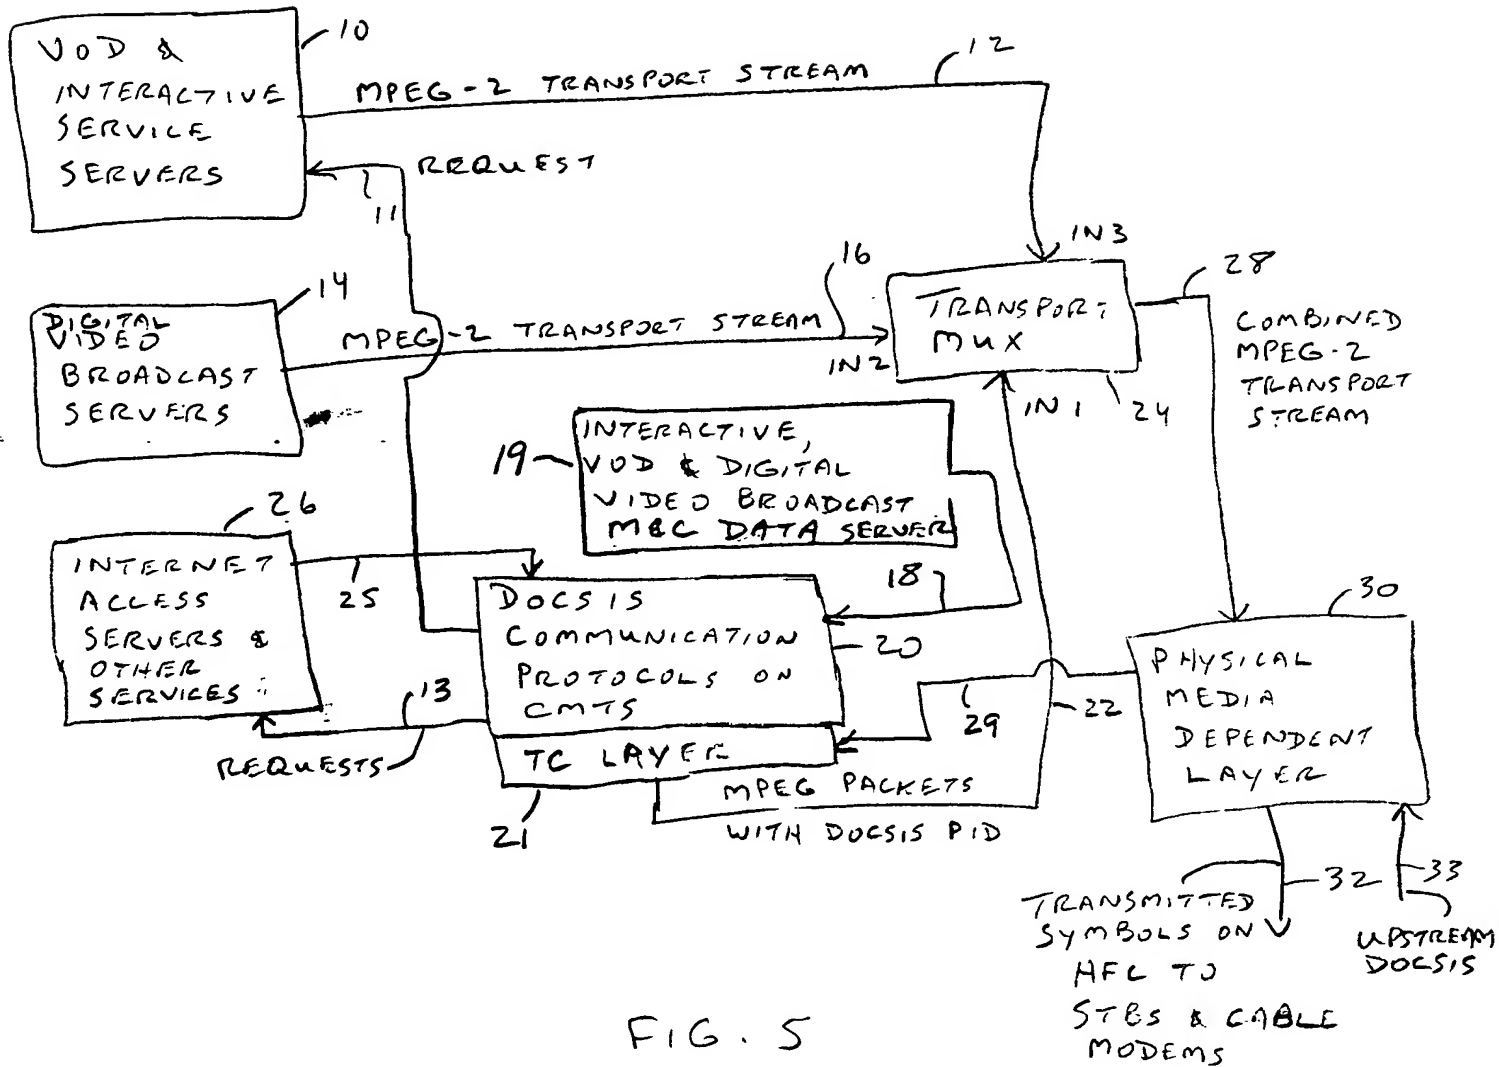 VOD &
INTERACTIVE
SERVICE
SERVERS
10
MPEG-2 TRANSPORT STREAM
12
REQUEST
11
IN3
14
DIGITAL
VIDEO
BROADCAST
SERVERS
MPEG-2 TRANSPORT STREAM
16
IN2
TRANSPORT
MUX
IN1
24
28
COMBINED
MPEG-2
TRANSPORT
STREAM
19
INTERACTIVE,
VOD & DIGITAL
VIDEO BROADCAST
M&C DATA SERVER
26
INTERNET
ACCESS
SERVERS &
OTHER
SERVICES
25
18
DOCSIS
COMMUNICATION
PROTOCOLS ON
CMTS
20
TC LAYER
21
13
REQUESTS
29
22
MPEG PACKETS
WITH DOCSIS PID
30
PHYSICAL
MEDIA
DEPENDENT
LAYER
32
33
TRANSMITTED
SYMBOLS ON
HFC TO
STBS & CABLE
MODEMS
UPSTREAM
DOCSIS
FIG. 5